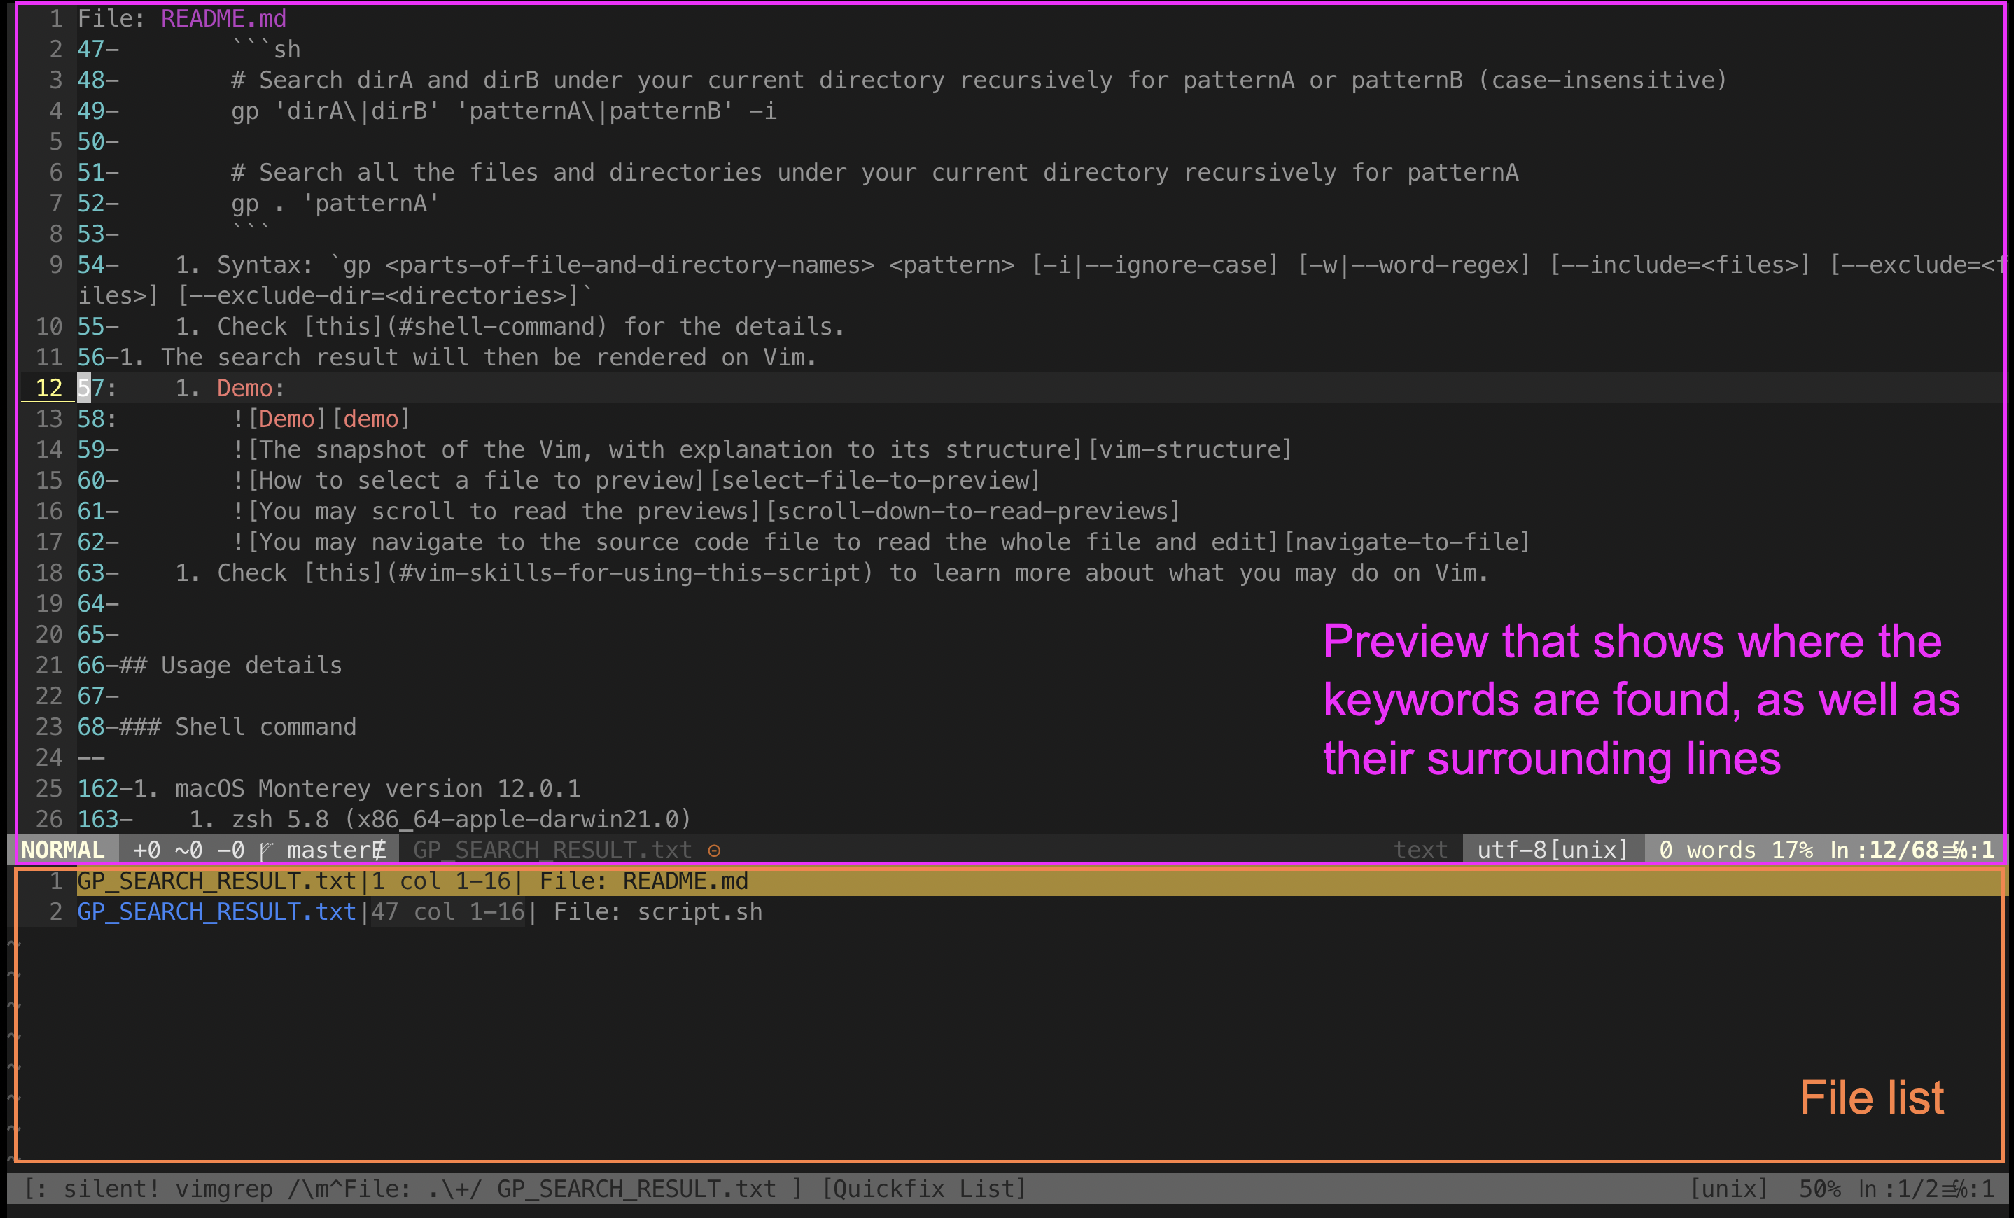 1 File: README.md
2 47-        ```sh
3 48-        # Search dirA and dirB under your current directory recursively for patternA or patternB (case-insensitive)
4 49-        gp 'dirA\|dirB' 'patternA\|patternB' -i
5 50-
6 51-        # Search all the files and directories under your current directory recursively for patternA
7 52-        gp . 'patternA'
8 53-        ```
9 54-    1. Syntax: `gp <parts-of-file-and-directory-names> <pattern> [-i|--ignore-case] [-w|--word-regex] [--include=<files>] [--exclude=<f
iles>] [--exclude-dir=<directories>]`
10 55-    1. Check [this](#shell-command) for the details.
11 56-1. The search result will then be rendered on Vim.
12 57:    1. Demo:
13 58:        ![Demo][demo]
14 59-        ![The snapshot of the Vim, with explanation to its structure][vim-structure]
15 60-        ![How to select a file to preview][select-file-to-preview]
16 61-        ![You may scroll to read the previews][scroll-down-to-read-previews]
17 62-        ![You may navigate to the source code file to read the whole file and edit][navigate-to-file]
18 63-    1. Check [this](#vim-skills-for-using-this-script) to learn more about what you may do on Vim.
19 64-
20 65-
21 66-## Usage details
22 67-
23 68-### Shell command
24 --
25 162-1. macOS Monterey version 12.0.1
26 163-    1. zsh 5.8 (x86_64-apple-darwin21.0)
Preview that shows where the
keywords are found, as well as
their surrounding lines
NORMAL +0 ~0 -0 master GP_SEARCH_RESULT.txt text utf-8[unix] 0 words 17% ln :12/68≡%:1
1 GP_SEARCH_RESULT.txt|1 col 1-16| File: README.md
2 GP_SEARCH_RESULT.txt|47 col 1-16| File: script.sh
~
~
~
~
~
~
~
~
File list
[: silent! vimgrep /\m^File: .\+/ GP_SEARCH_RESULT.txt ] [Quickfix List] [unix] 50% ln :1/2≡%:1